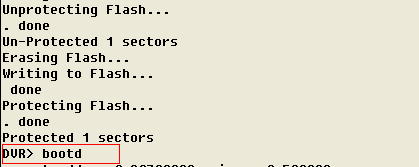 Unprotecting Flash...
. done
Un-Protected 1 sectors
Erasing Flash...
Writing to Flash...
 done
Protecting Flash...
. done
Protected 1 sectors
DVR> bootd